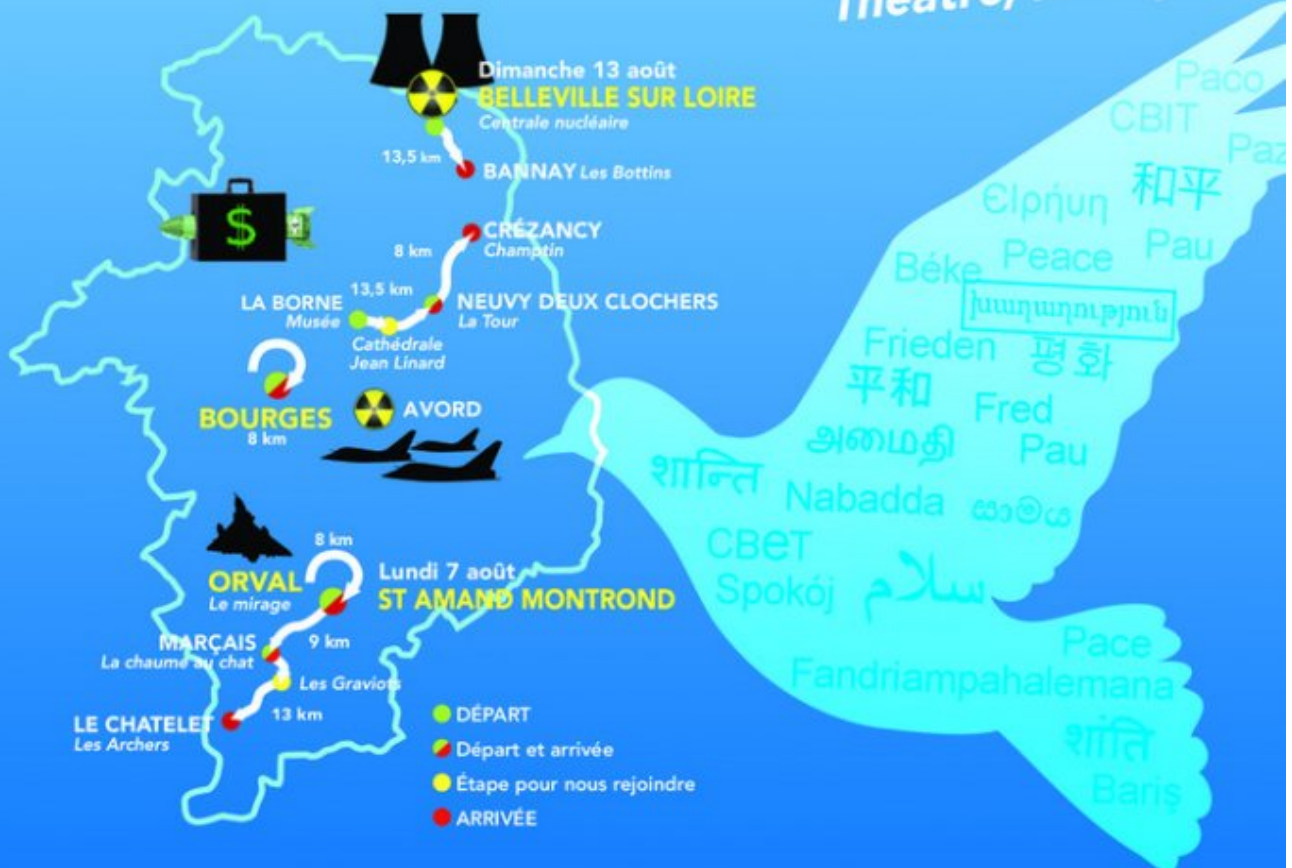 Dimanche 13 août
BELLEVILLE SUR LOIRE
Centrale nucléaire
13,5 km
BANNAY Les Bottins
$
CRÉZANCY
Champtin
8 km
13,5 km
LA BORNE
Musée
NEUVY DEUX CLOCHERS
La Tour
Cathédrale
Jean Linard
BOURGES
8 km
AVORD
8 km
ORVAL
Le mirage
Lundi 7 août
ST AMAND MONTROND
MARÇAIS
La chaume au chat
9 km
Les Graviots
13 km
LE CHATELET
Les Archers
DÉPART
Départ et arrivée
Étape pour nous rejoindre
ARRIVÉE
Paco
СВІТ
Paz
和平
Єιρήυη
Pau
Peace
Béke
խաղաղություն
Frieden
평화
平和
Fred
அமைதி
Pau
शान्ति
Nabadda
සාමය
СВЕТ
Spokój
سلام
Pace
Fandriampahalemana
शांति
Bariş